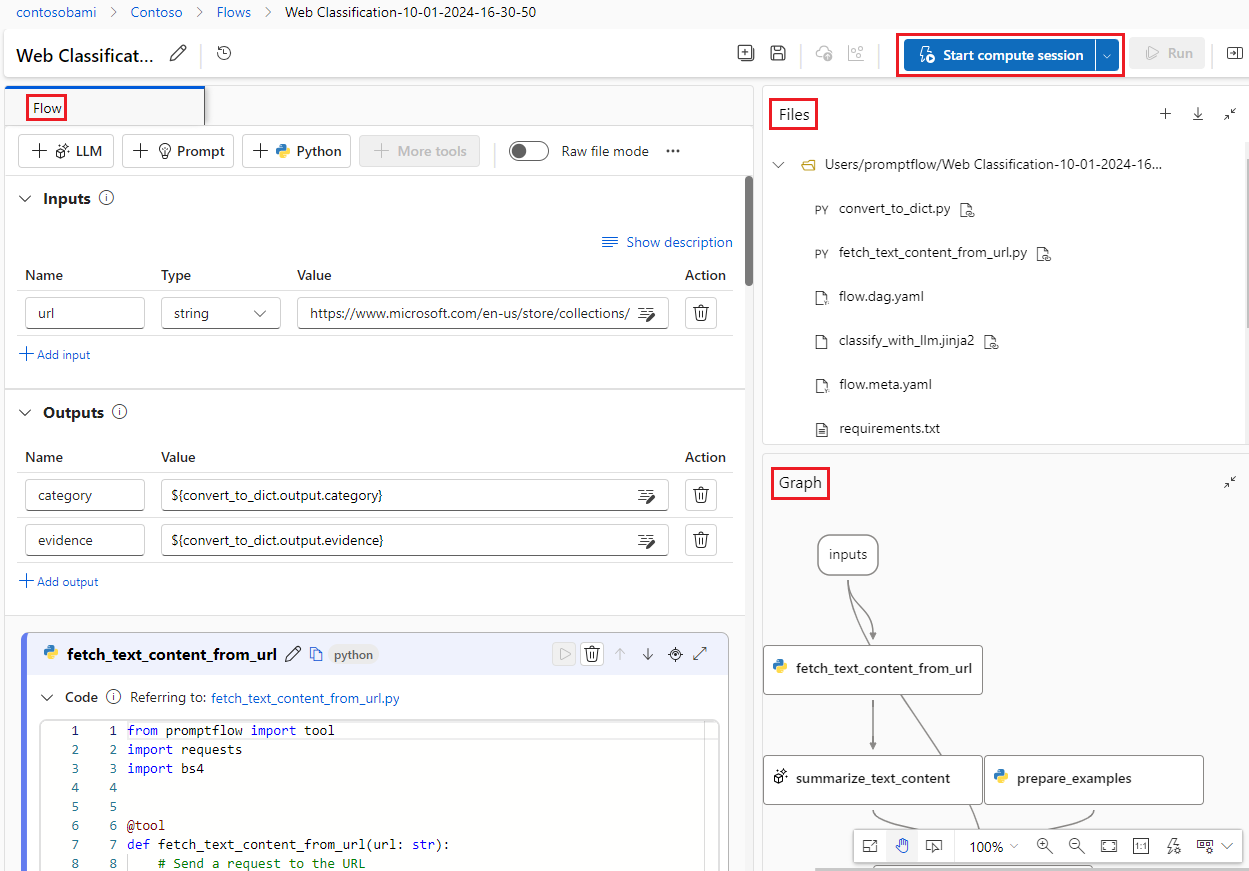 contosobami > Contoso > Flows > Web Classification-10-01-2024-16-30-50
Web Classificat...
Start compute session
Run
Flow
LLM
Prompt
Python
More tools
Raw file mode
Inputs
Show description
Name Type Value Action
url string https://www.microsoft.com/en-us/store/collections/
Add input
Outputs
Name Value Action
category ${convert_to_dict.output.category}
evidence ${convert_to_dict.output.evidence}
Add output
fetch_text_content_from_url python
Code Referring to: fetch_text_content_from_url.py
1 1 from promptflow import tool
2 2 import requests
3 3 import bs4
4 4
5 5
6 6 @tool
7 7 def fetch_text_content_from_url(url: str):
8 8 # Send a request to the URL
Files
Users/promptflow/Web Classification-10-01-2024-16...
PY convert_to_dict.py
PY fetch_text_content_from_url.py
flow.dag.yaml
classify_with_llm.jinja2
flow.meta.yaml
requirements.txt
Graph
inputs
fetch_text_content_from_url
summarize_text_content
prepare_examples
100%
1:1